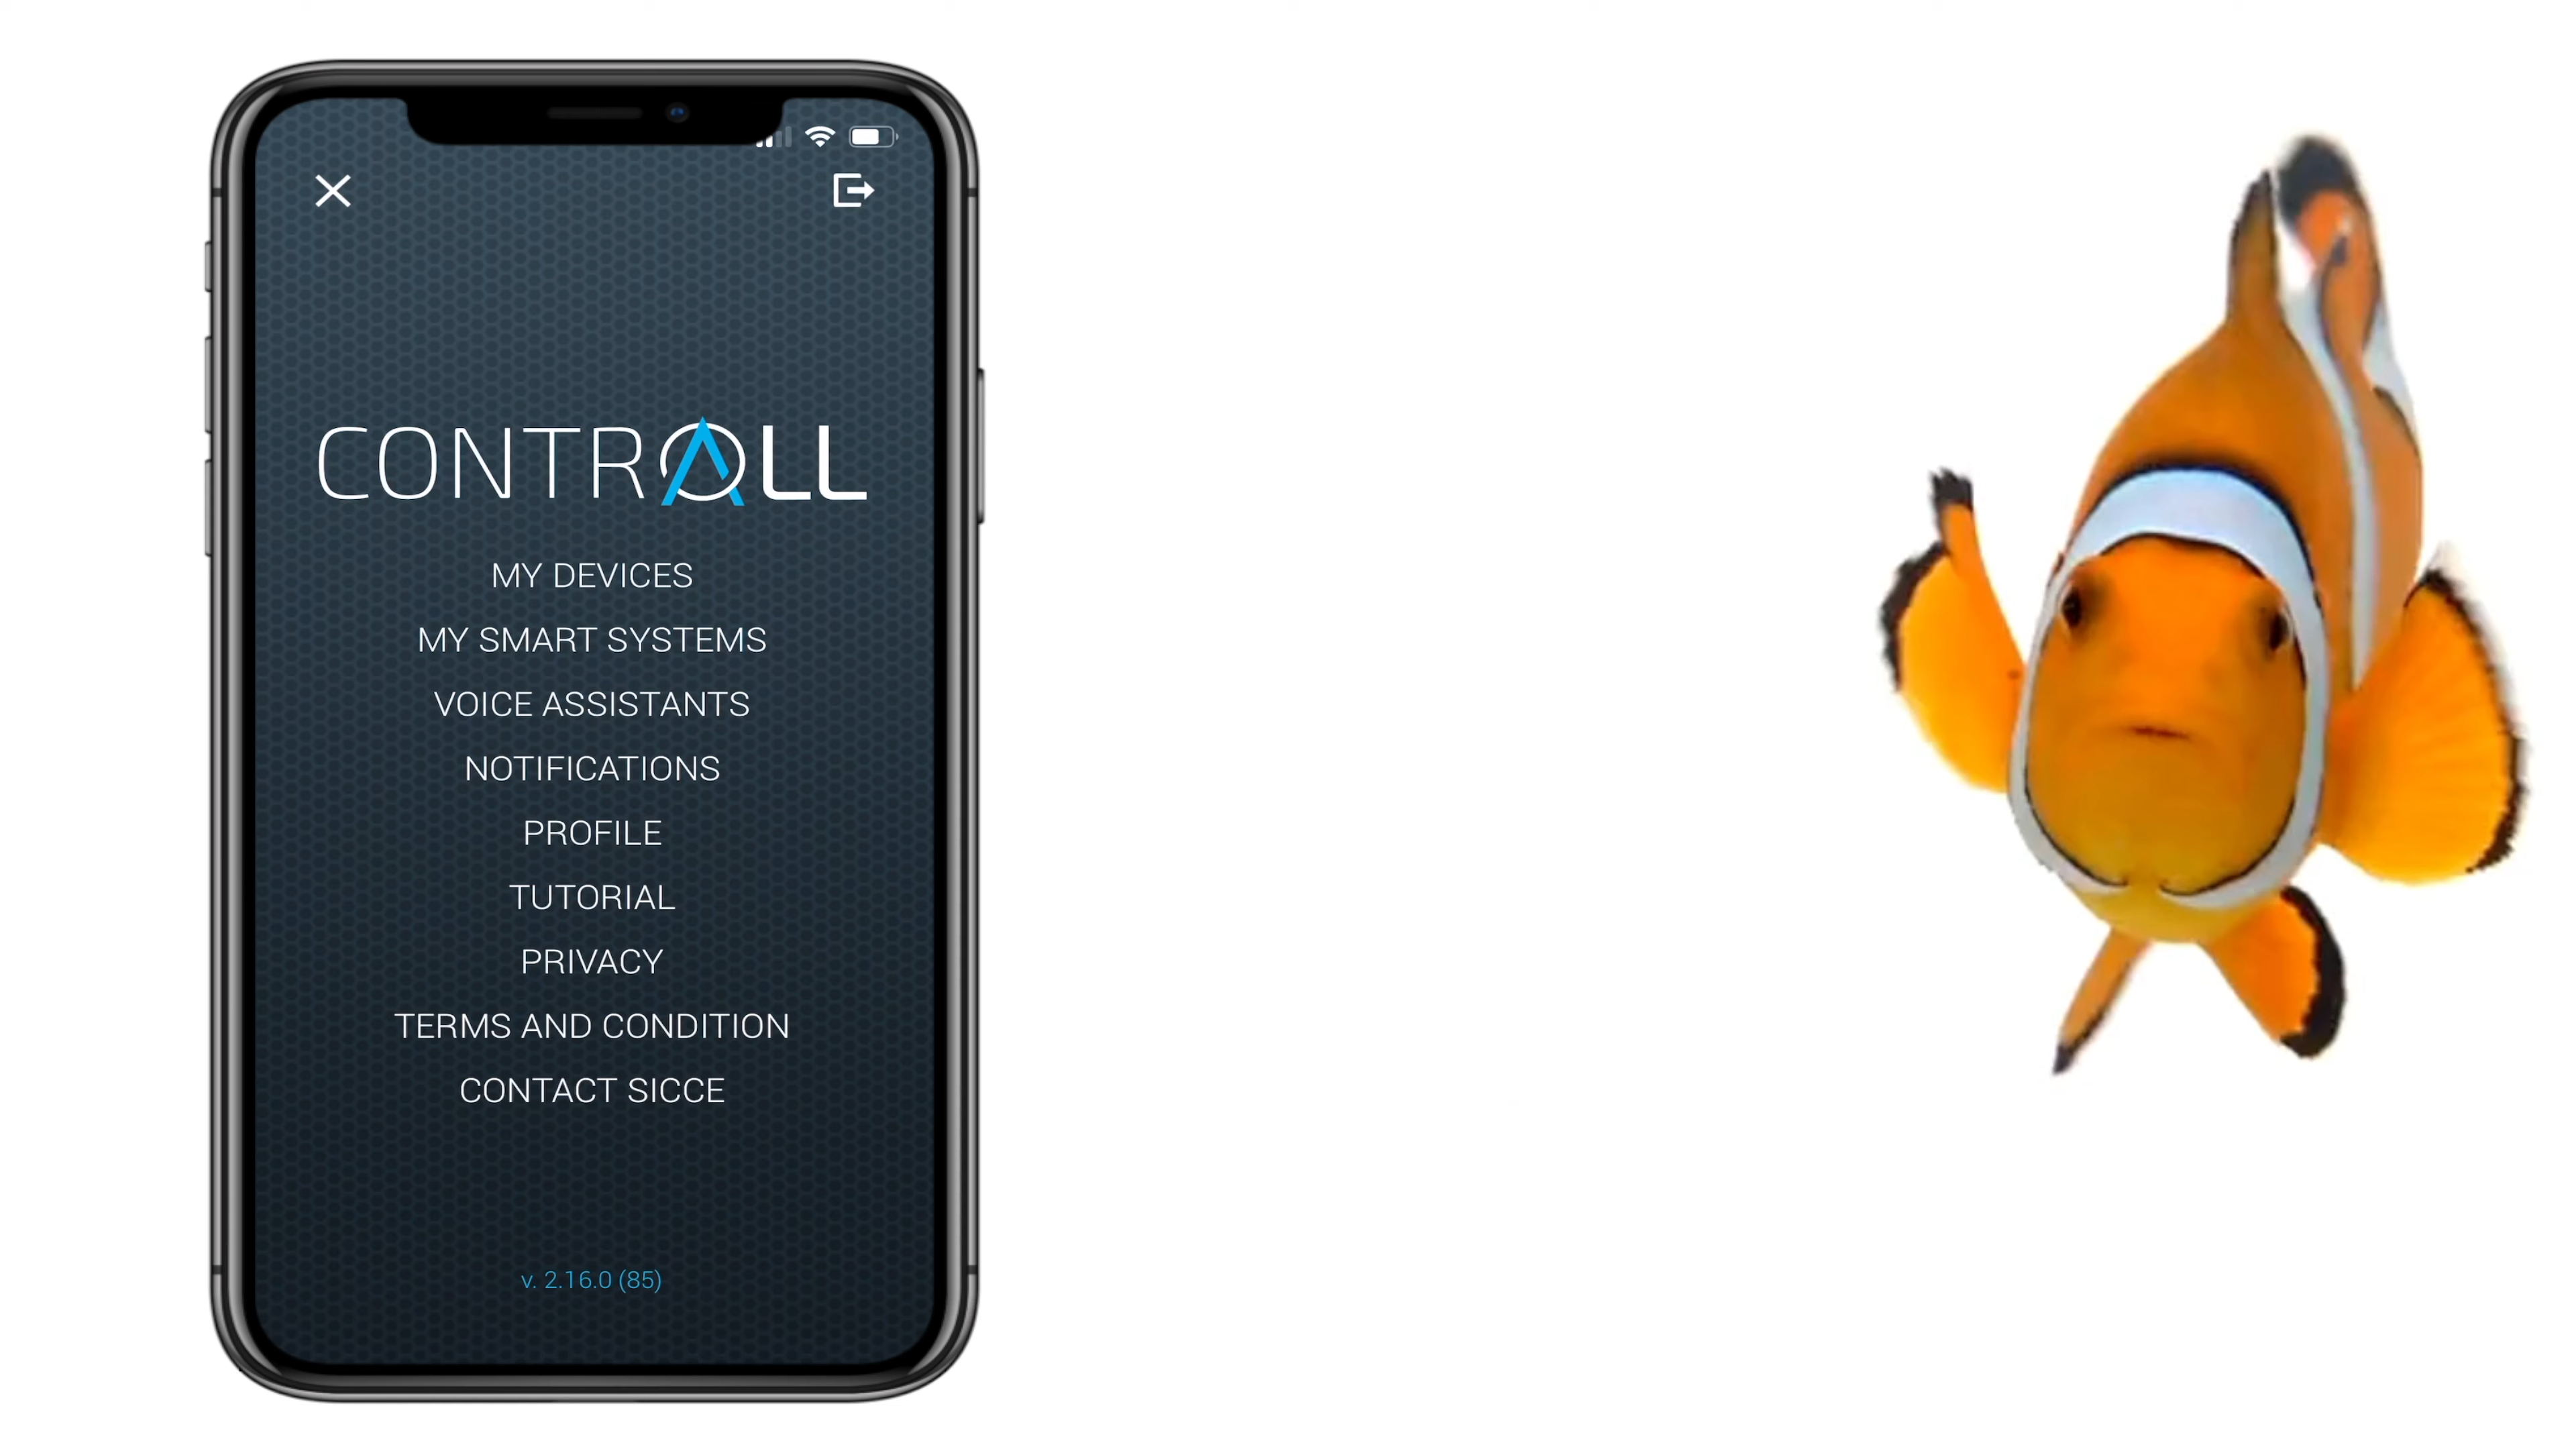 CONTRALL
MY DEVICES
MY SMART SYSTEMS
VOICE ASSISTANTS
NOTIFICATIONS
PROFILE
TUTORIAL
PRIVACY
TERMS AND CONDITION
CONTACT SICCE
v. 2.16.0 (85)